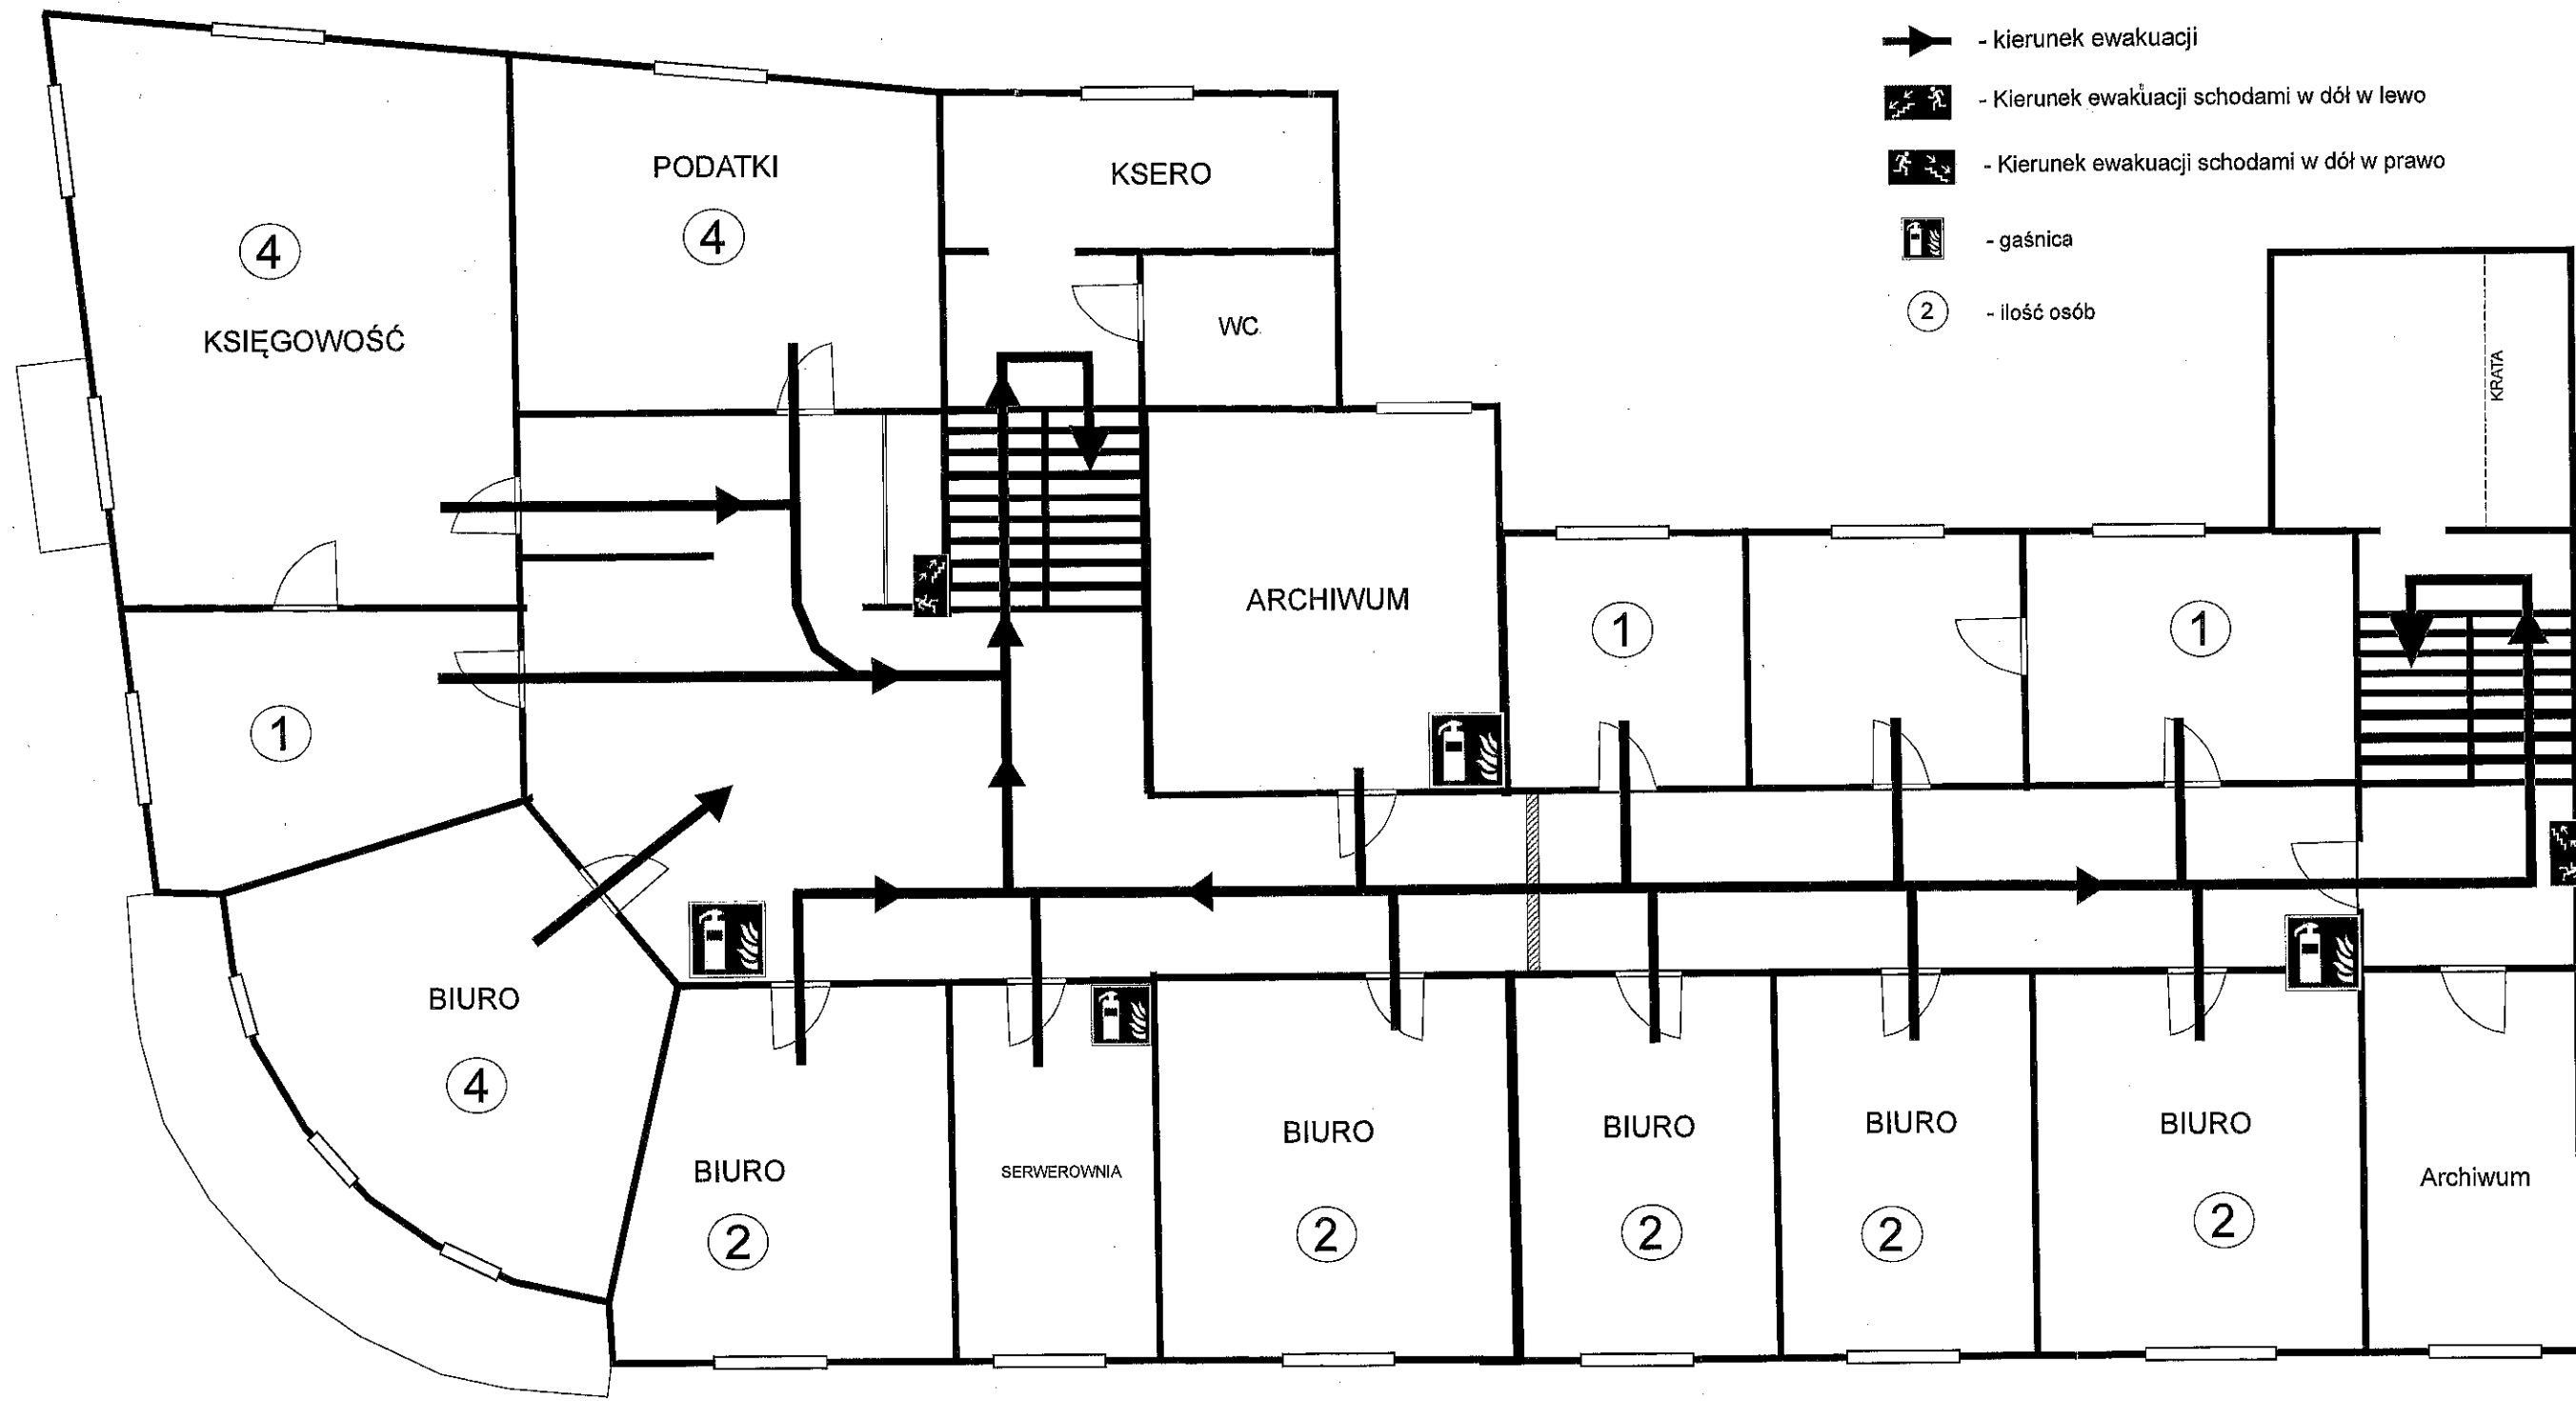 - kierunek ewakuacji
- Kierunek ewakuacji schodami w dół w lewo
- Kierunek ewakuacji schodami w dół w prawo
- gaśnica
2 - ilość osób
PODATKI
4
KSERO
4
KSIĘGOWOŚĆ
WC
KRATA
ARCHIWUM
1
1
1
BIURO
4
BIURO
2
SERWEROWNIA
BIURO
2
BIURO
2
BIURO
2
BIURO
2
Archiwum